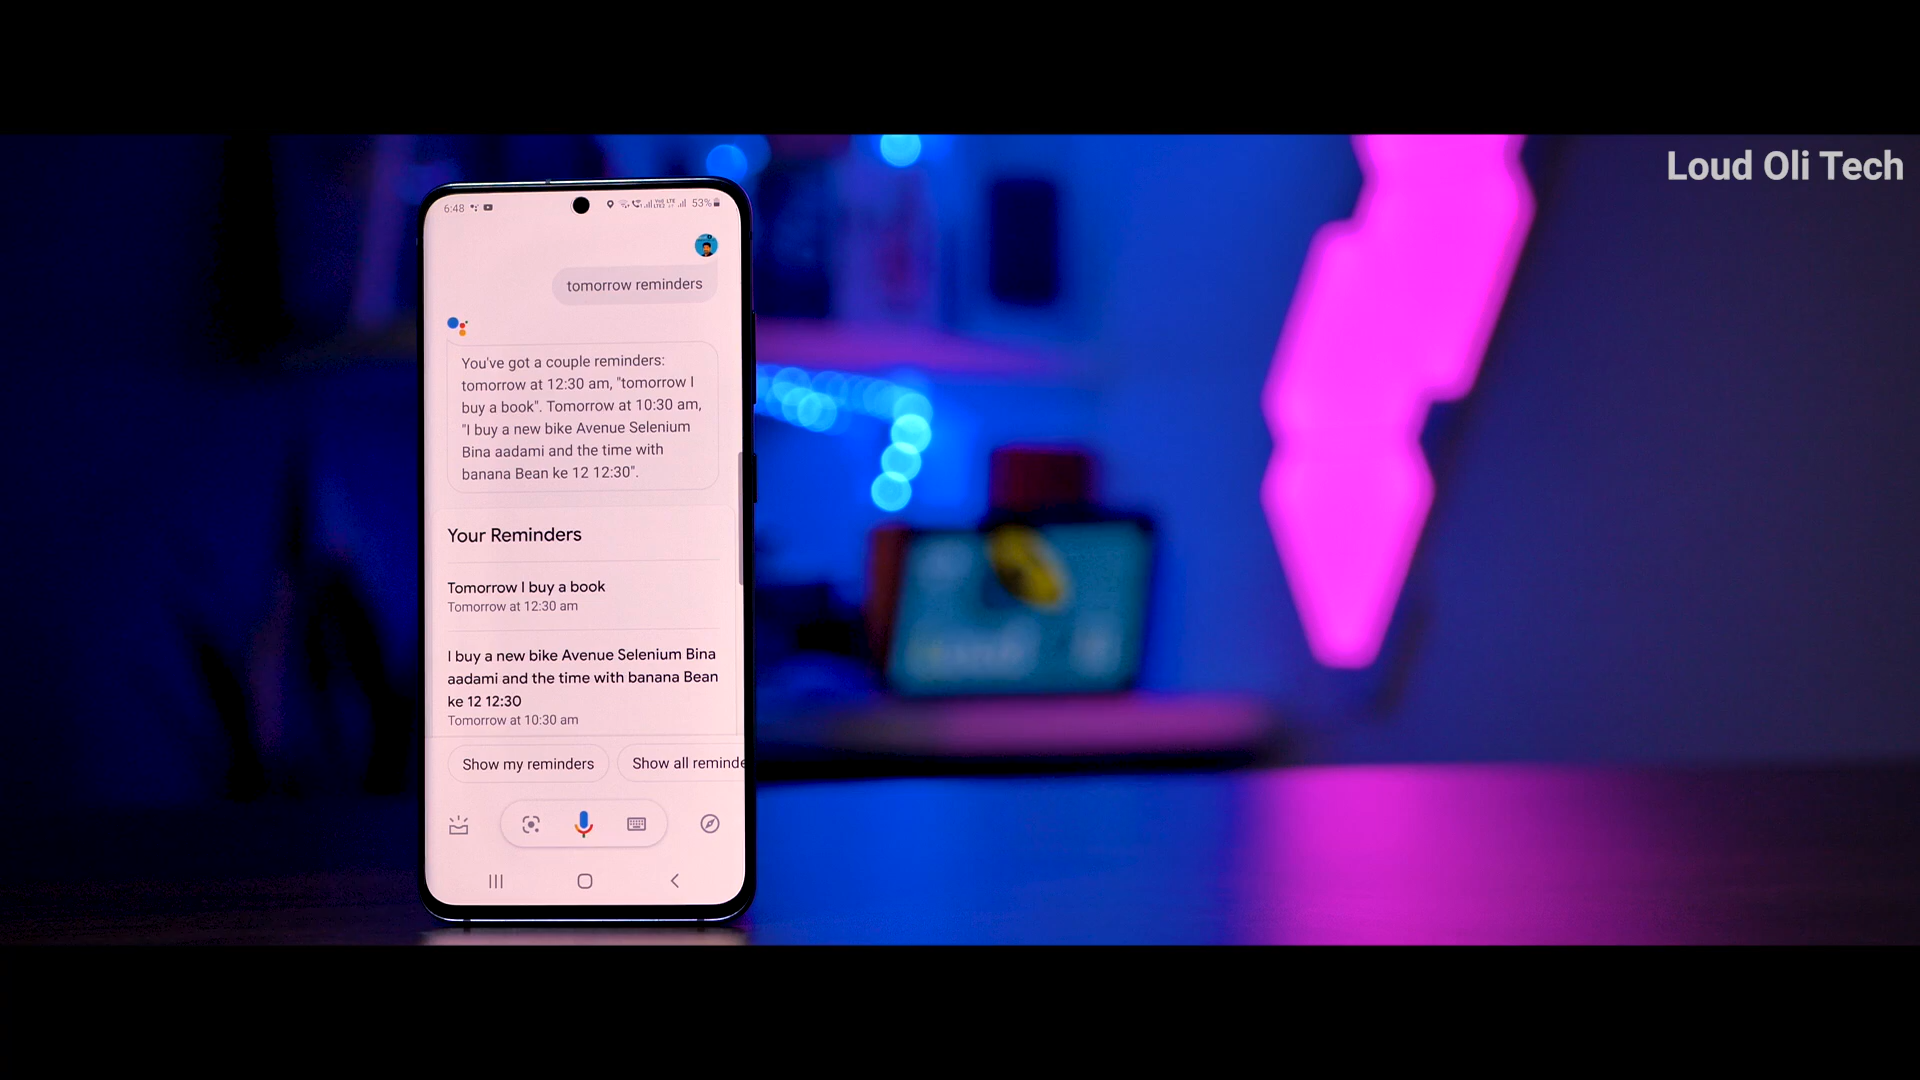 Loud Oli Tech
6:48
53%
tomorrow reminders
You've got a couple reminders:
tomorrow at 12:30 am, "tomorrow I
buy a book". Tomorrow at 10:30 am,
"I buy a new bike Avenue Selenium
Bina aadami and the time with
banana Bean ke 12 12:30".
Your Reminders
Tomorrow I buy a book
Tomorrow at 12:30 am
I buy a new bike Avenue Selenium Bina
aadami and the time with banana Bean
ke 12 12:30
Tomorrow at 10:30 am
Show my reminders
Show all reminde